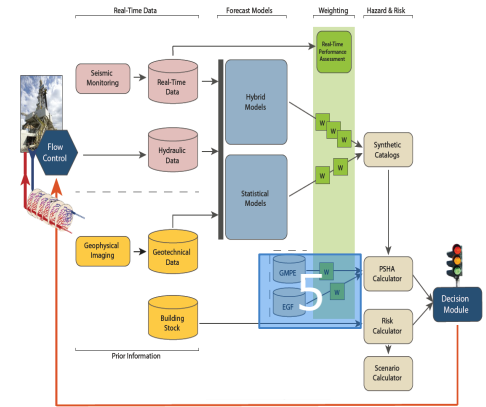 Real-Time Data
Forecast Models
Weighting
Hazard & Risk
Real-Time
Performance
Assessment
Seismic
Monitoring
Real-Time
Data
Hybrid
Models
W
W
W
Flow
Control
Hydraulic
Data
Synthetic
Catalogs
W
W
Statistical
Models
Geophysical
Imaging
Geotechnical
Data
GMPE
W
PSHA
Calculator
5
W
EGF
Decision
Module
Building
Stock
Risk
Calculator
Prior Information
Scenario
Calculator